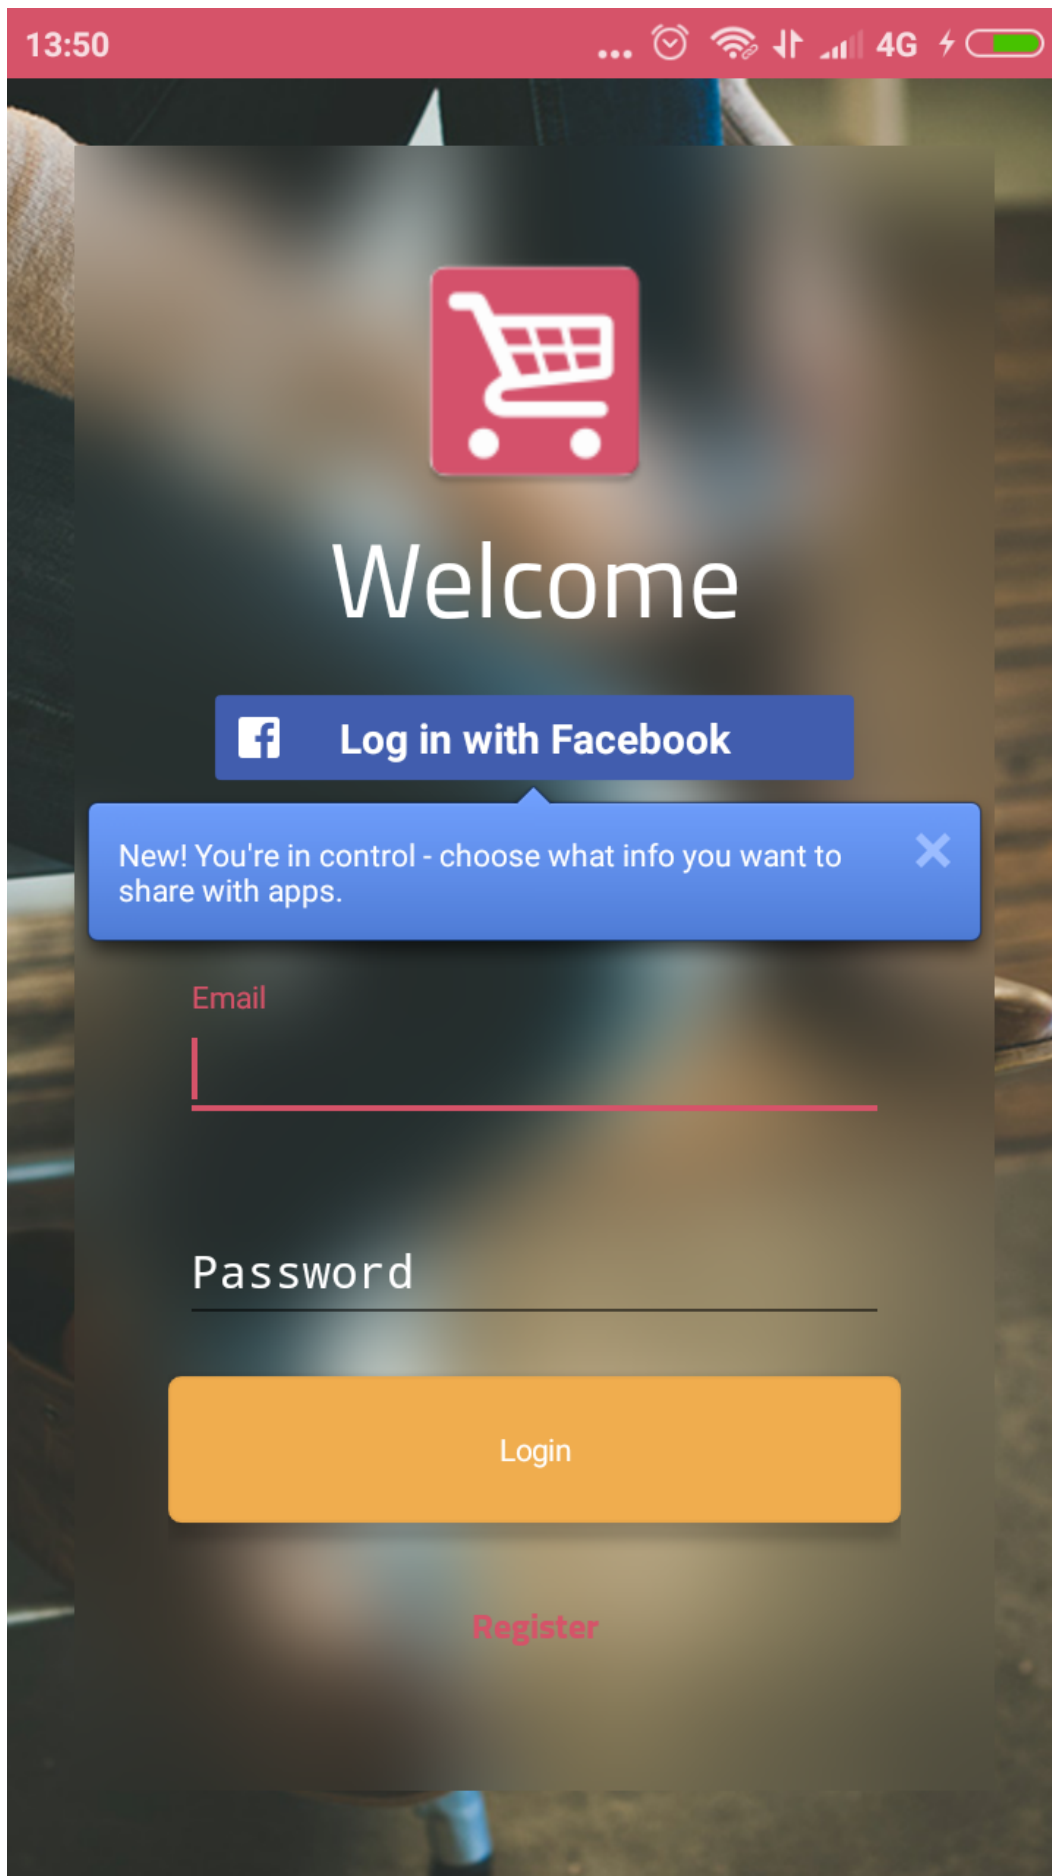 13:50 ... 4G
Welcome
Log in with Facebook
New! You're in control - choose what info you want to
share with apps.
Email
Password
Login
Register